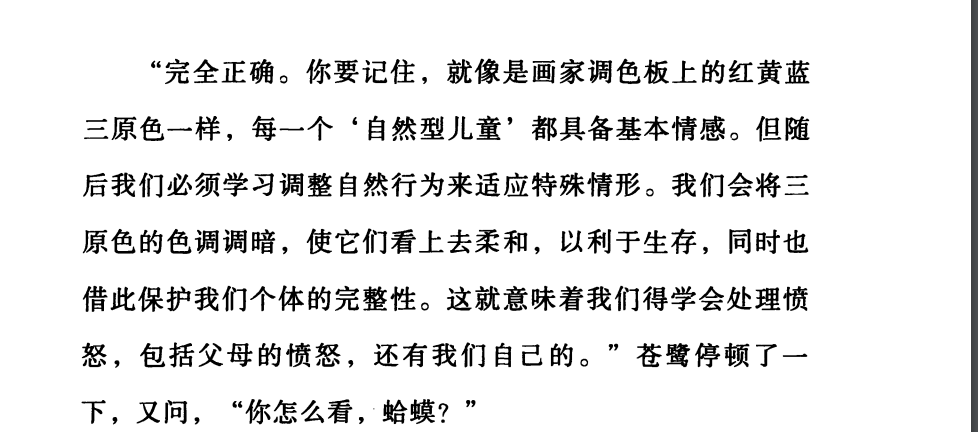 “完全正确。你要记住，就像是画家调色板上的红黄蓝
三原色一样，每一个‘自然型儿童’都具备基本情感。但随
后我们必须学习调整自然行为来适应特殊情形。我们会将三
原色的色调调暗，使它们看上去柔和，以利于生存，同时也
借此保护我们个体的完整性。这就意味着我们得学会处理愤
怒，包括父母的愤怒，还有我们自己的。”苍鹭停顿了一
下，又问，“你怎么看，蛤蟆？”